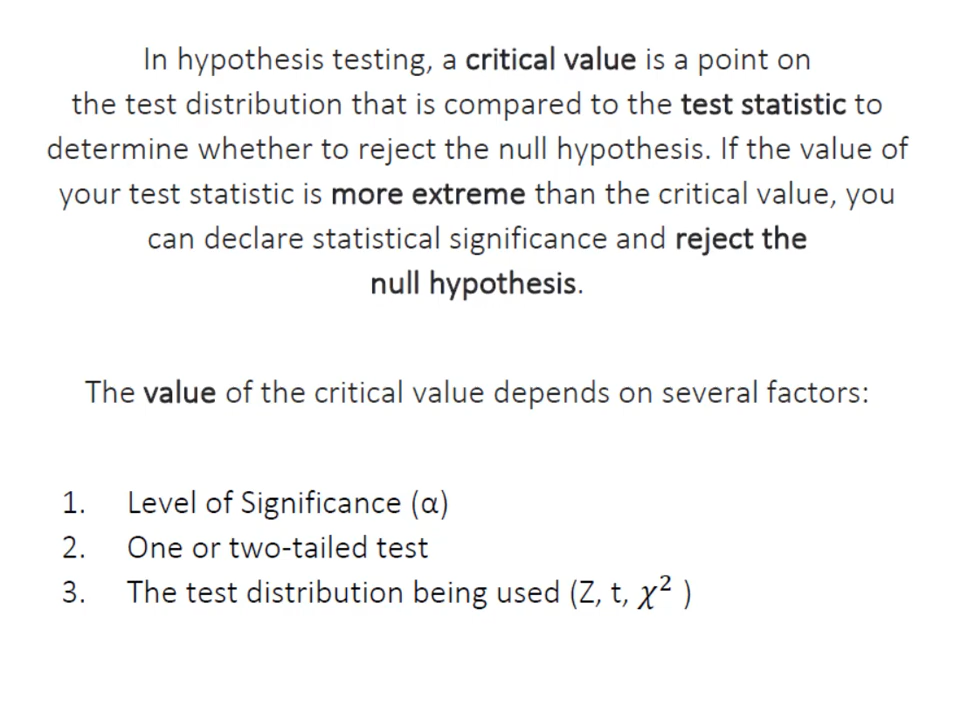 In hypothesis testing, a critical value is a point on
the test distribution that is compared to the test statistic to
determine whether to reject the null hypothesis. If the value of
your test statistic is more extreme than the critical value, you
can declare statistical significance and reject the
null hypothesis.
The value of the critical value depends on several factors:
1. Level of Significance (α)
2. One or two-tailed test
3. The test distribution being used (Z, t, χ² )